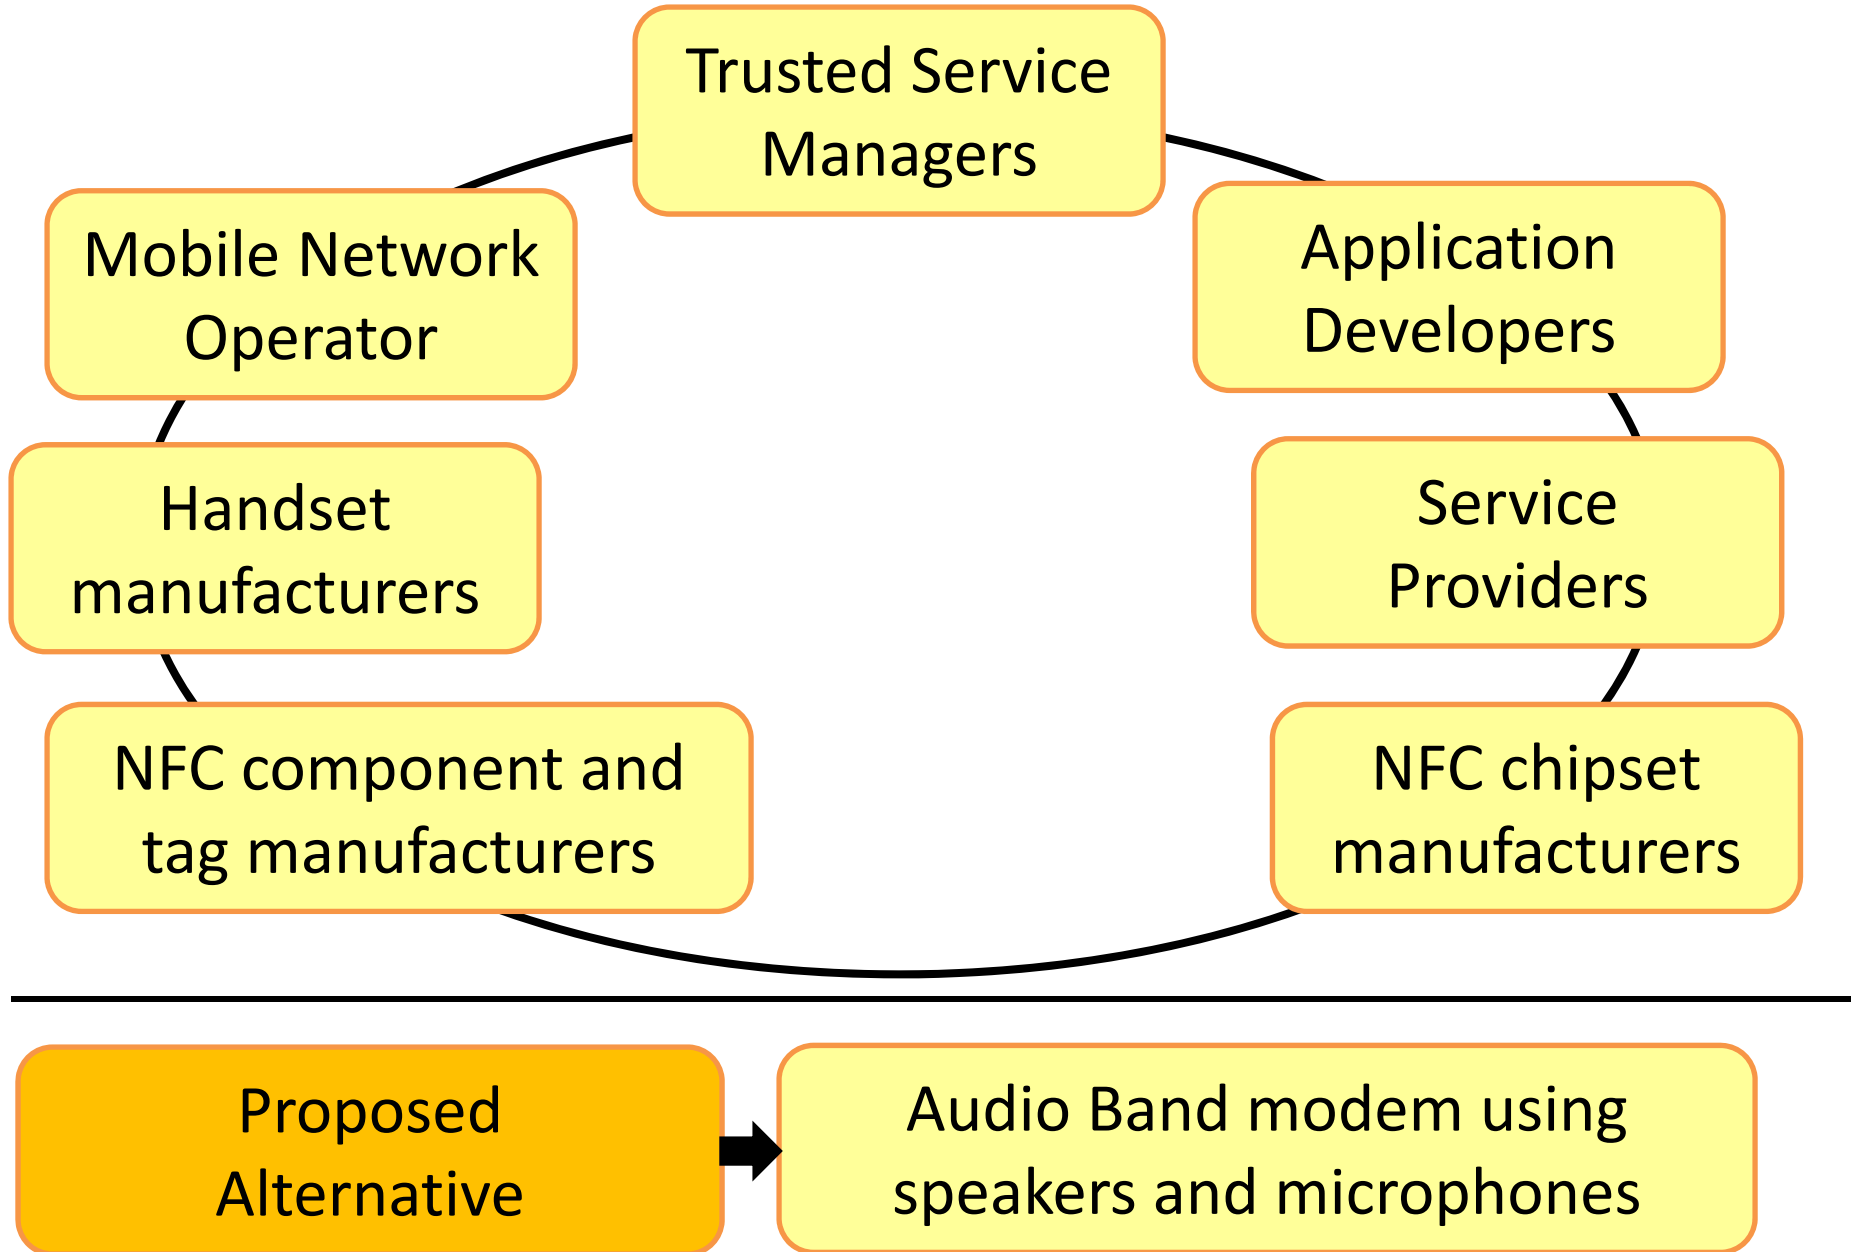 Trusted Service
Managers
Mobile Network
Operator
Application
Developers
Handset
manufacturers
Service
Providers
NFC component and
tag manufacturers
NFC chipset
manufacturers
Proposed
Alternative
Audio Band modem using
speakers and microphones